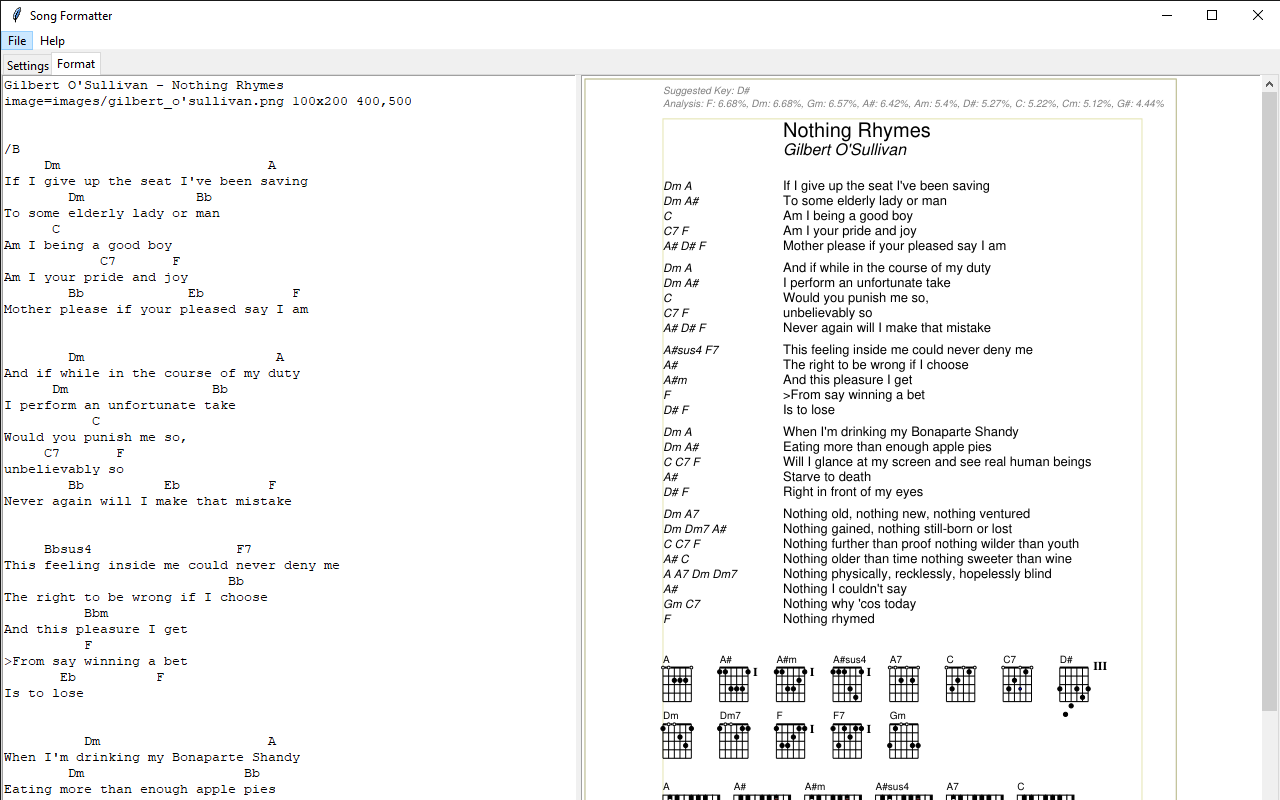 Song Formatter
File Help
Settings Format
Gilbert O'Sullivan - Nothing Rhymes
image=images/gilbert_o'sullivan.png 100x200 400,500
/B
Dm A
If I give up the seat I've been saving
Dm Bb
To some elderly lady or man
C
Am I being a good boy
C7 F
Am I your pride and joy
Bb Eb F
Mother please if your pleased say I am
Dm A
And if while in the course of my duty
Dm Bb
I perform an unfortunate take
C
Would you punish me so,
C7 F
unbelievably so
Bb Eb F
Never again will I make that mistake
Bbsus4 F7
This feeling inside me could never deny me
Bb
The right to be wrong if I choose
Bbm
And this pleasure I get
F
>From say winning a bet
Eb F
Is to lose
Dm A
When I'm drinking my Bonaparte Shandy
Dm Bb
Eating more than enough apple pies
Suggested Key: D#
Analysis: F: 6.68%, Dm: 6.68%, Gm: 6.57%, A#: 6.42%, Am: 5.4%, D#: 5.27%, C: 5.22%, Cm: 5.12%, G#: 4.44%
Nothing Rhymes
Gilbert O'Sullivan
Dm A If I give up the seat I've been saving
Dm A# To some elderly lady or man
C Am I being a good boy
C7 F Am I your pride and joy
A# D# F Mother please if your pleased say I am
Dm A And if while in the course of my duty
Dm A# I perform an unfortunate take
C Would you punish me so,
C7 F unbelievably so
A# D# F Never again will I make that mistake
A#sus4 F7 This feeling inside me could never deny me
A# The right to be wrong if I choose
A#m And this pleasure I get
F >From say winning a bet
D# F Is to lose
Dm A When I'm drinking my Bonaparte Shandy
Dm A# Eating more than enough apple pies
C C7 F Will I glance at my screen and see real human beings
A# Starve to death
D# F Right in front of my eyes
Dm A7 Nothing old, nothing new, nothing ventured
Dm Dm7 A# Nothing gained, nothing still-born or lost
C C7 F Nothing further than proof nothing wilder than youth
A# C Nothing older than time nothing sweeter than wine
A A7 Dm Dm7 Nothing physically, recklessly, hopelessly blind
A# Nothing I couldn't say
Gm C7 Nothing why 'cos today
F Nothing rhymed
A A# A#m A#sus4 A7 C C7 D#
I I I III
Dm Dm7 F F7 Gm
I I
A A# A#m A#sus4 A7 C